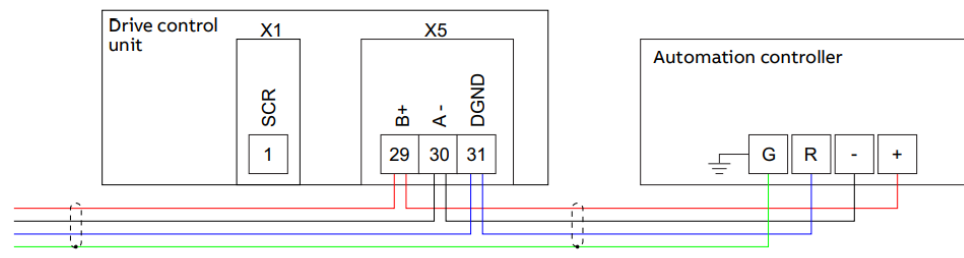 Drive control
unit
X1
X5
Automation controller
SCR
B+
A -
DGND
1
29
30
31
G
R
-
+